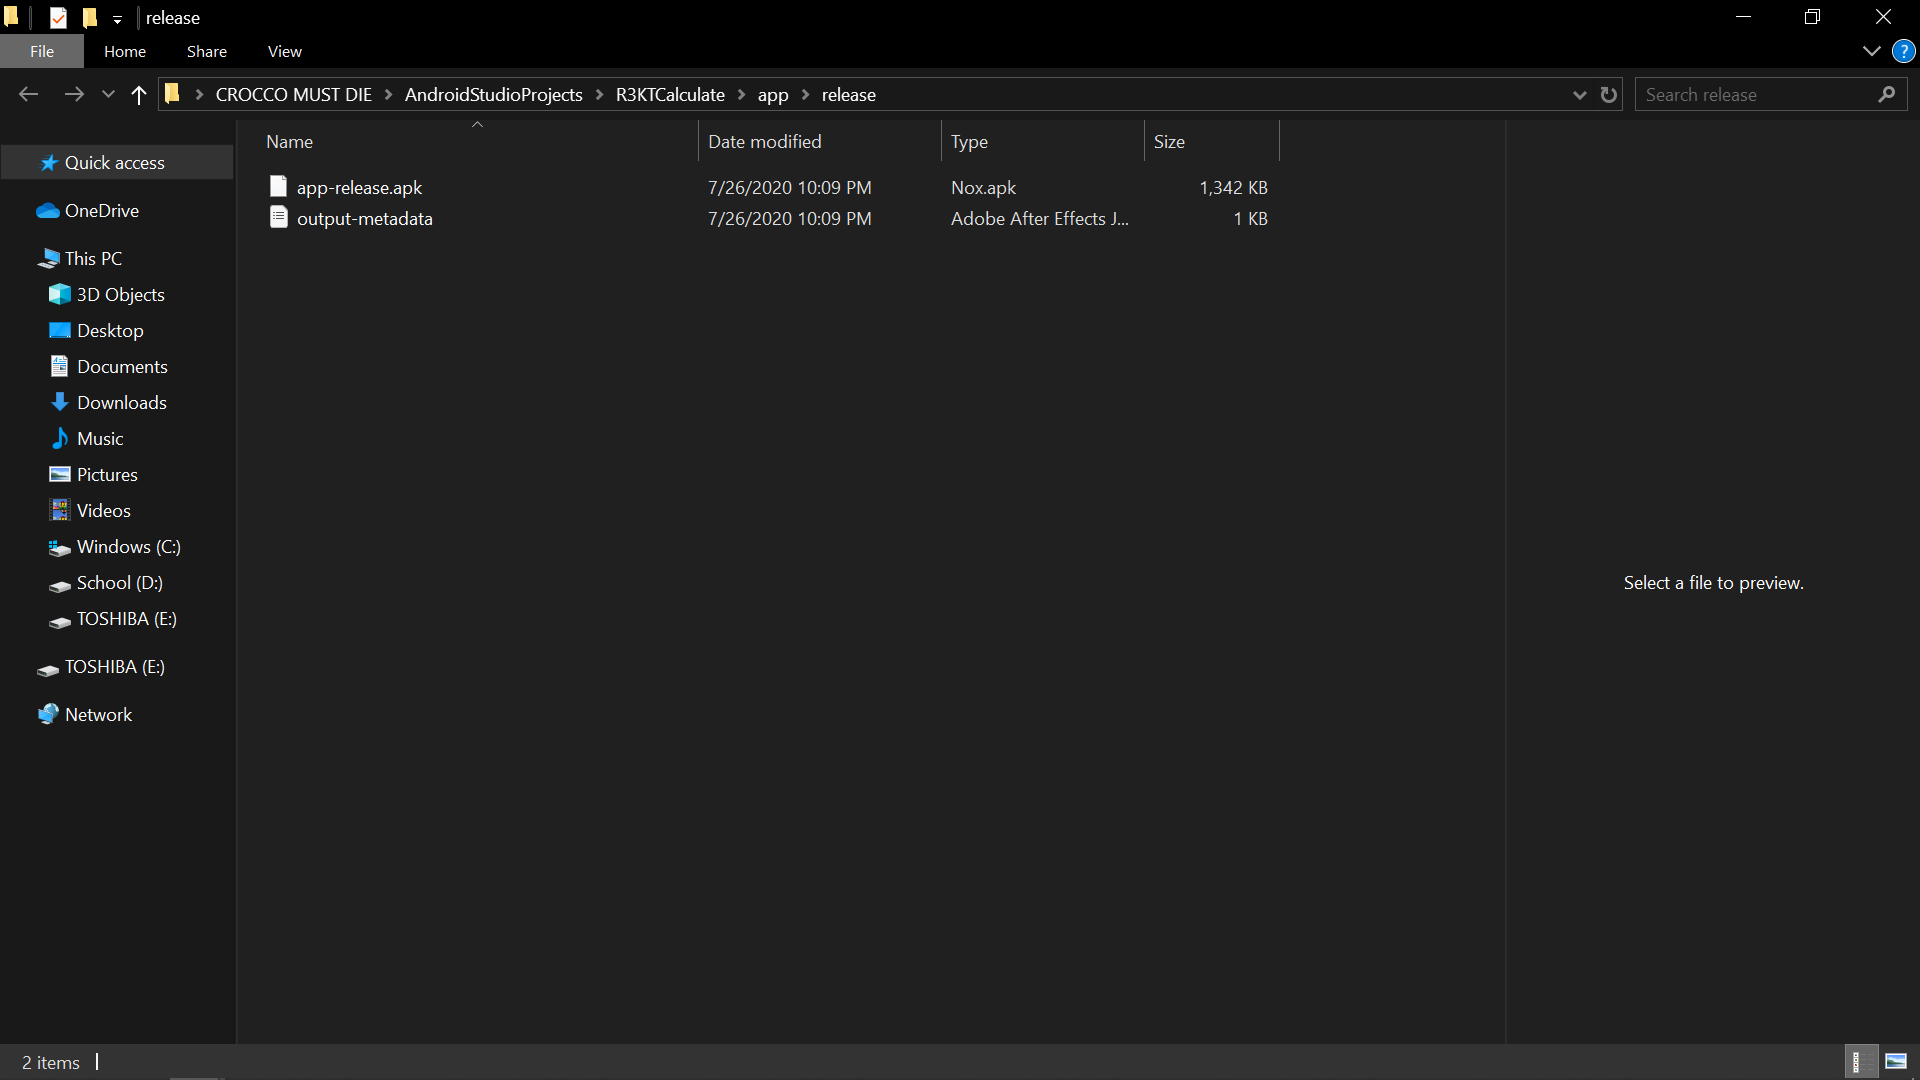 release
File Home Share View
CROCCO MUST DIE AndroidStudioProjects R3KTCalculate app release
Search release
Name Date modified Type Size
app-release.apk 7/26/2020 10:09 PM Nox.apk 1,342 KB
output-metadata 7/26/2020 10:09 PM Adobe After Effects J... 1 KB
Quick access
OneDrive
This PC
3D Objects
Desktop
Documents
Downloads
Music
Pictures
Videos
Windows (C:)
School (D:)
TOSHIBA (E:)
TOSHIBA (E:)
Network
Select a file to preview.
2 items